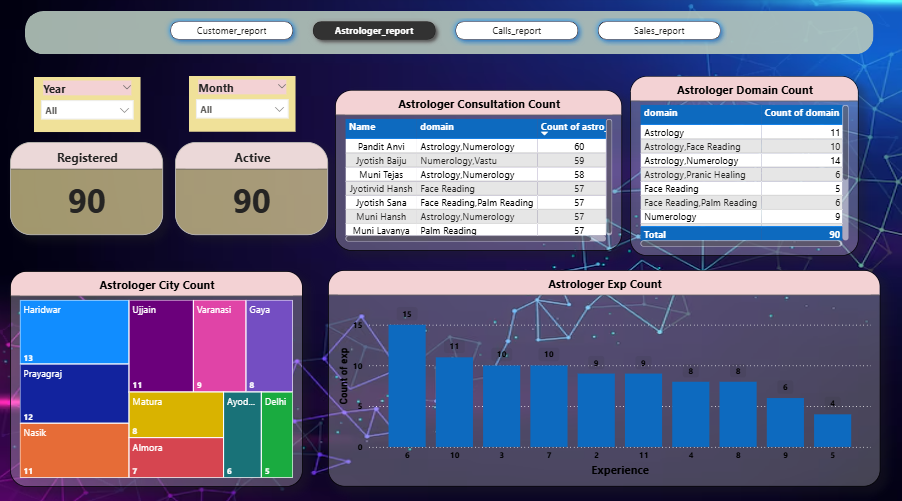 Customer_report
Astrologer_report
Calls_report
Sales_report
Year
All
Month
All
Registered
90
Active
90
Astrologer Consultation Count
Name domain Count of astro
Pandit Anvi Astrology,Numerology 60
Jyotish Baiju Numerology,Vastu 59
Muni Tejas Astrology,Numerology 58
Jyotirvid Hansh Face Reading 57
Jyotish Sana Face Reading,Palm Reading 57
Muni Hansh Astrology,Numerology 57
Muni Lavanya Palm Reading 57
Astrologer Domain Count
domain Count of domain
Astrology 11
Astrology,Face Reading 10
Astrology,Numerology 14
Astrology,Pranic Healing 6
Face Reading 5
Face Reading,Palm Reading 6
Numerology 9
Total 90
Astrologer City Count
Haridwar
13
Prayagraj
12
Nasik
11
Ujjain
11
Varanasi
9
Gaya
8
Matura
8
Almora
7
Ayod...
6
Delhi
5
Astrologer Exp Count
Count of exp
15
10
5
0
15 11 10 10 9 9 8 8 6 4
6 10 3 7 2 11 4 8 9 5
Experience